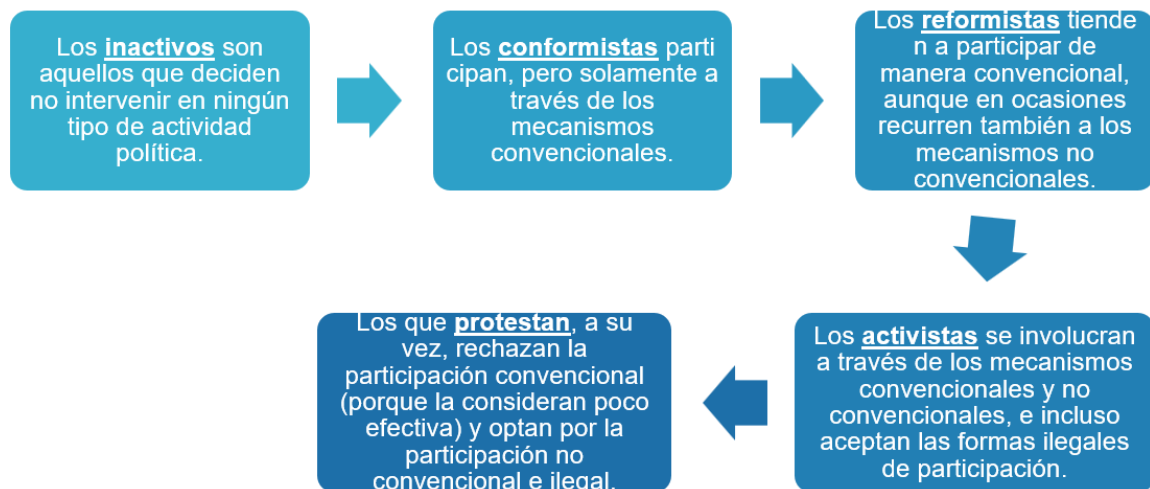 Los inactivos son
aquellos que deciden
no intervenir en ningún
tipo de actividad
política.
Los conformistas parti
cipan, pero solamente a
través de los
mecanismos
convencionales.
Los reformistas tiende
n a participar de
manera convencional,
aunque en ocasiones
recurren también a los
mecanismos no
convencionales.
Los activistas se involucran
a través de los mecanismos
convencionales y no
convencionales, e incluso
aceptan las formas ilegales
de participación.
Los que protestan, a su
vez, rechazan la
participación convencional
(porque la consideran poco
efectiva) y optan por la
participación no
convencional e ilegal.